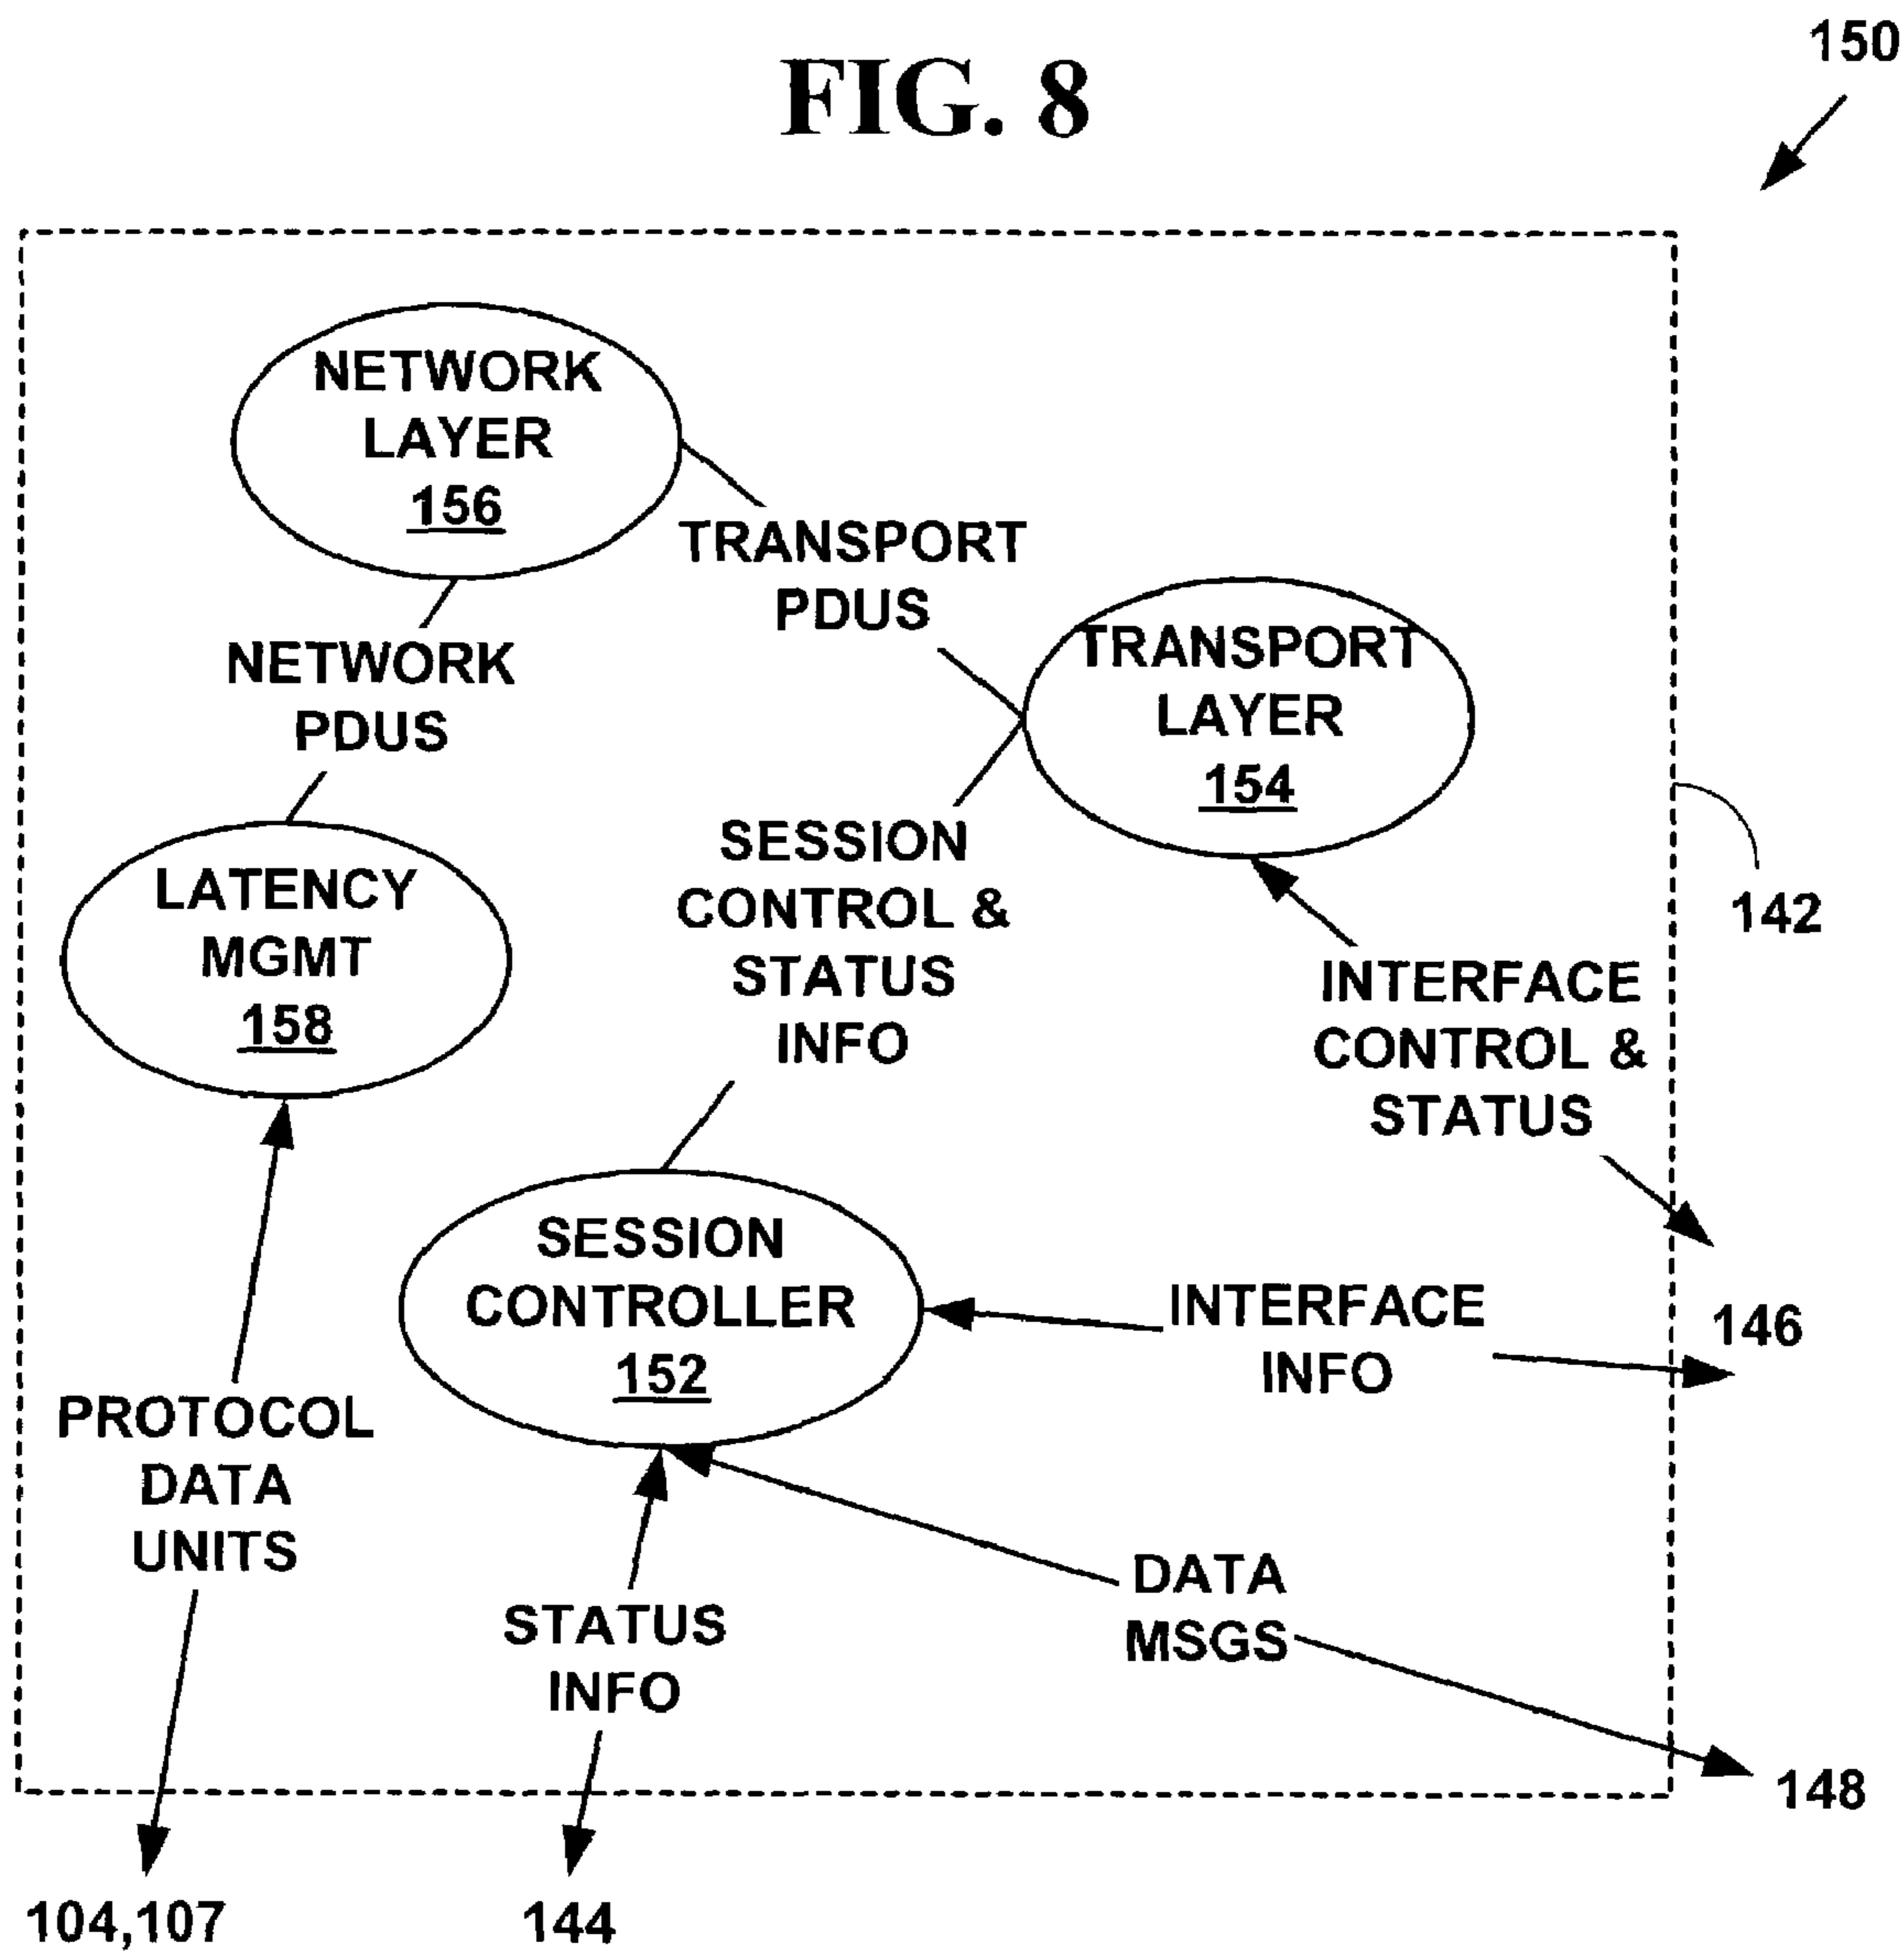 FIG. 8
150
NETWORK
LAYER
156
TRANSPORT
PDUS
NETWORK
PDUS
TRANSPORT
LAYER
154
SESSION
CONTROL &
STATUS
INFO
142
LATENCY
MGMT
158
INTERFACE
CONTROL &
STATUS
SESSION
CONTROLLER
152
INTERFACE
INFO
146
PROTOCOL
DATA
UNITS
DATA
MSGS
STATUS
INFO
148
104,107
144